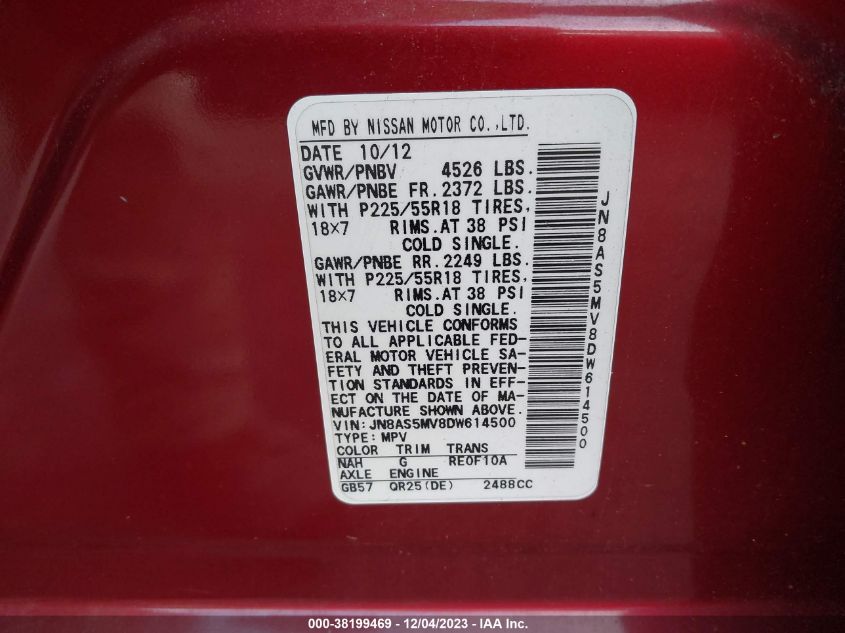 MFD BY NISSAN MOTOR CO.,LTD.
DATE 10/12
GVWR/PNBV 4526 LBS.
GAWR/PNBE FR.2372 LBS.
WITH P225/55R18 TIRES,
18×7 RIMS.AT 38 PSI
COLD SINGLE.
GAWR/PNBE RR.2249 LBS.
WITH P225/55R18 TIRES,
18×7 RIMS.AT 38 PSI
COLD SINGLE.
THIS VEHICLE CONFORMS
TO ALL APPLICABLE FED-
ERAL MOTOR VEHICLE SA-
FETY AND THEFT PREVEN-
TION STANDARDS IN EFF-
ECT ON THE DATE OF MA-
NUFACTURE SHOWN ABOVE.
VIN:JN8AS5MV8DW614500
TYPE:MPV
COLOR TRIM TRANS
NAH G RE0F10A
AXLE ENGINE
GB57 QR25(DE) 2488CC
JN8AS5MV8DW614500
000-38199469 - 12/04/2023 - IAA Inc.